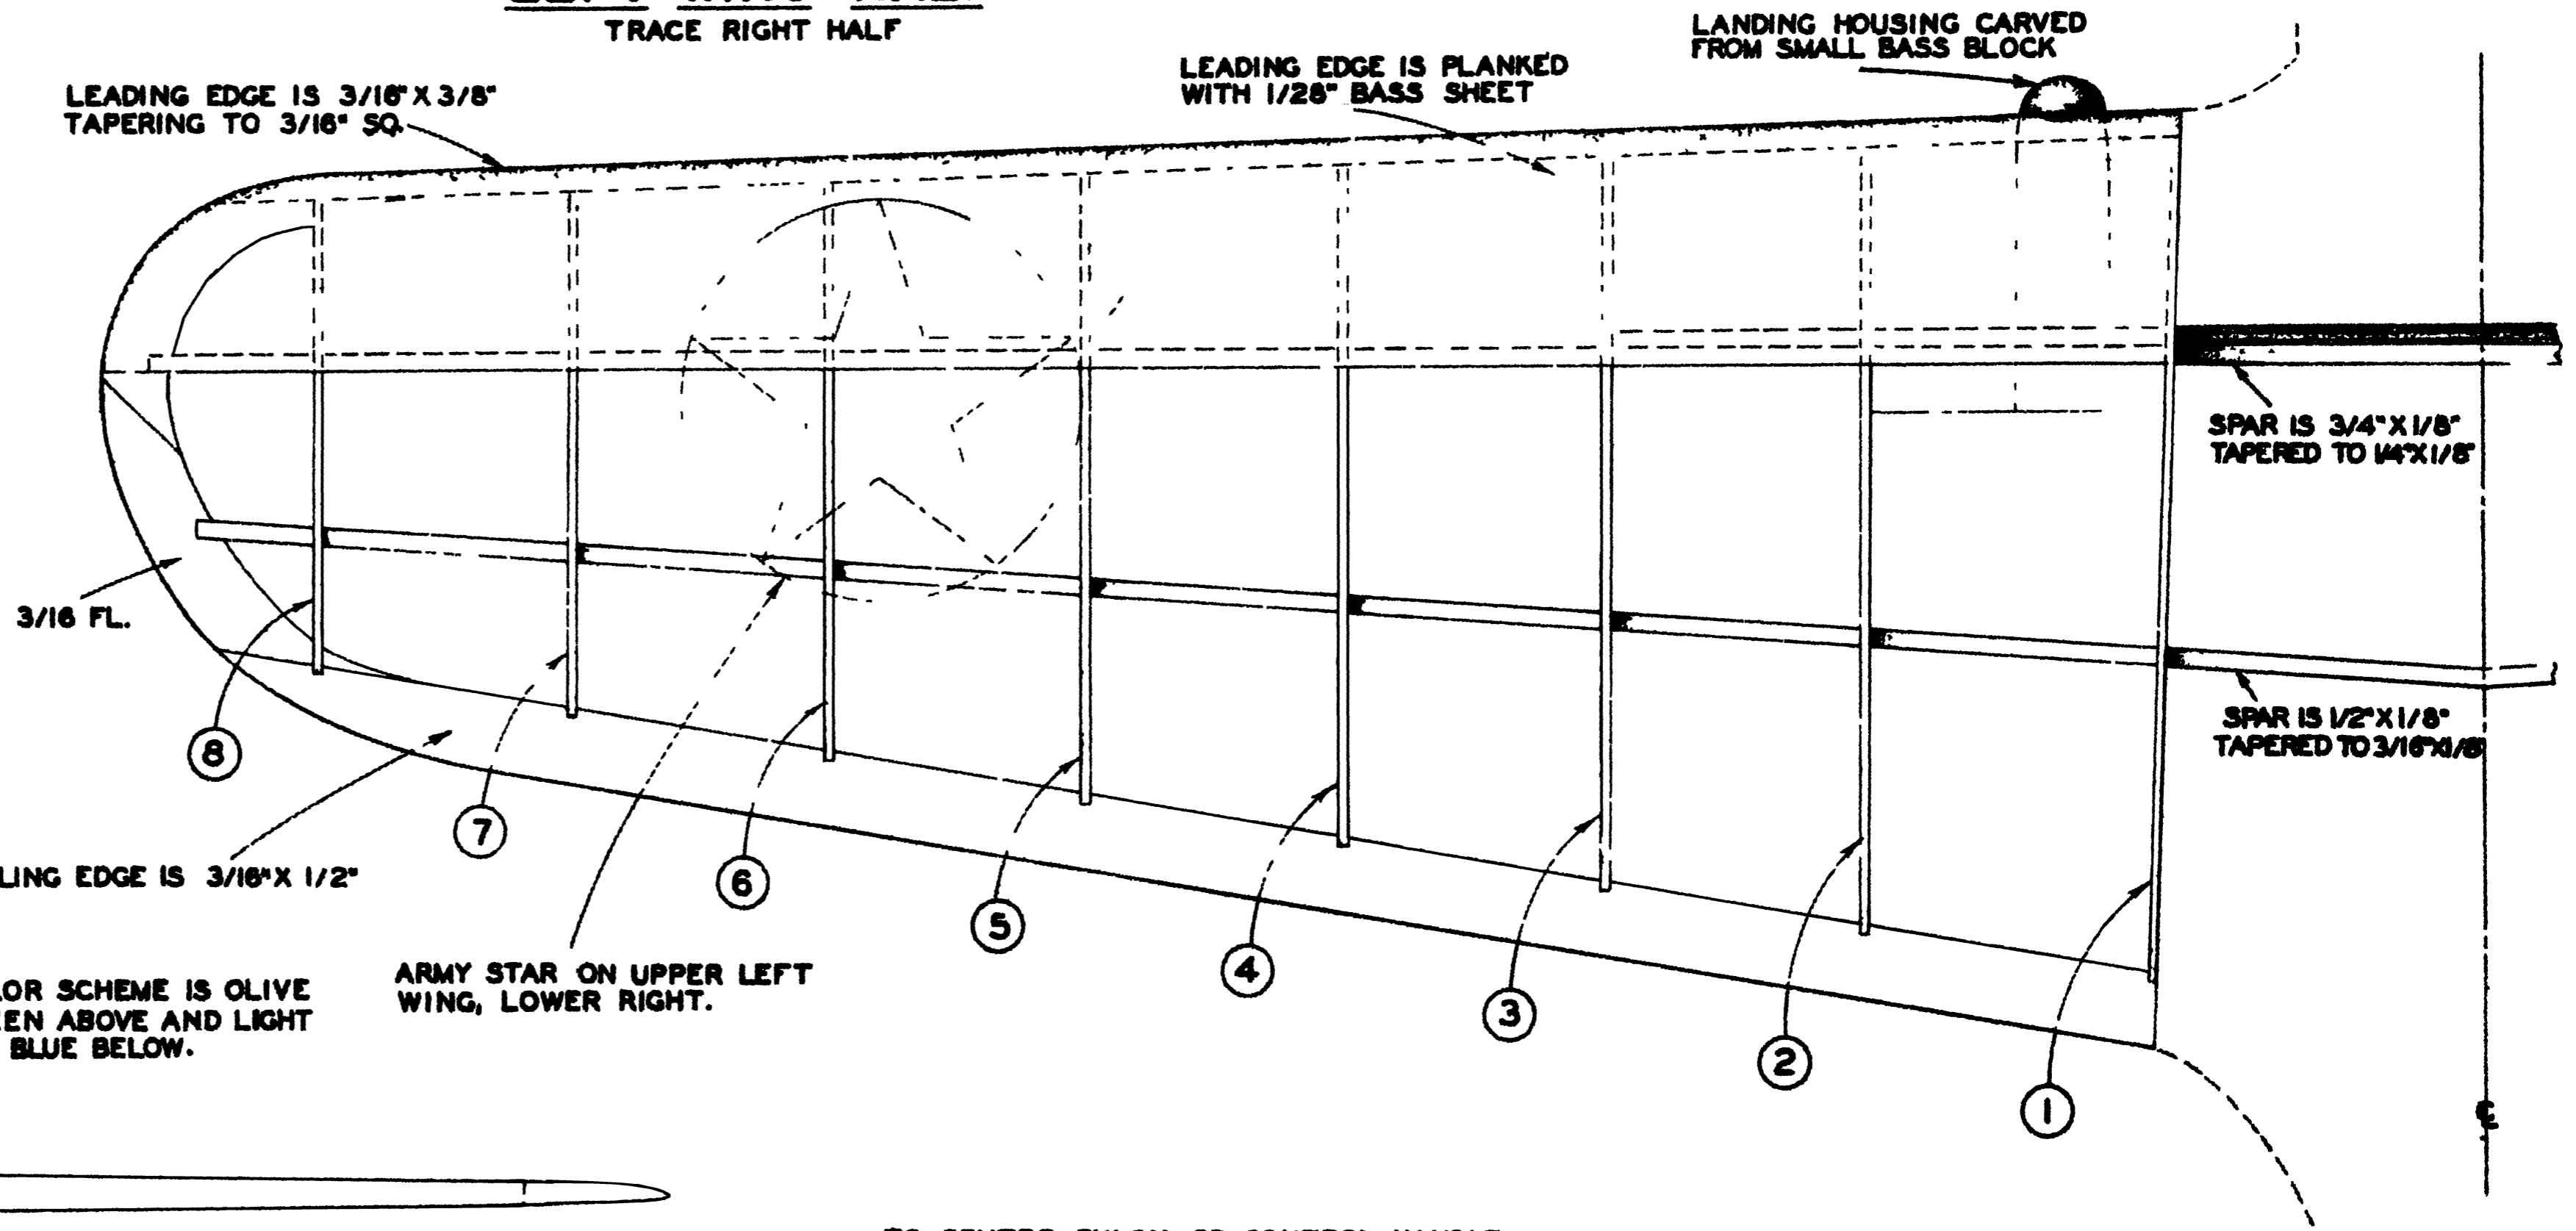 TRACE RIGHT HALF
LANDING HOUSING CARVED
FROM SMALL BASS BLOCK
LEADING EDGE IS PLANKED
WITH 1/28" BASS SHEET
LEADING EDGE IS 3/16" X 3/8"
TAPERING TO 3/16" SQ.
SPAR IS 3/4" X 1/8"
TAPERED TO 1/4" X 1/8"
3/16 FL.
SPAR IS 1/2" X 1/8"
TAPERED TO 3/16" X 1/8"
8
7
6
5
4
3
2
1
LING EDGE IS 3/16" X 1/2"
ARMY STAR ON UPPER LEFT
WING, LOWER RIGHT.
LOR SCHEME IS OLIVE
EEN ABOVE AND LIGHT
BLUE BELOW.
℄